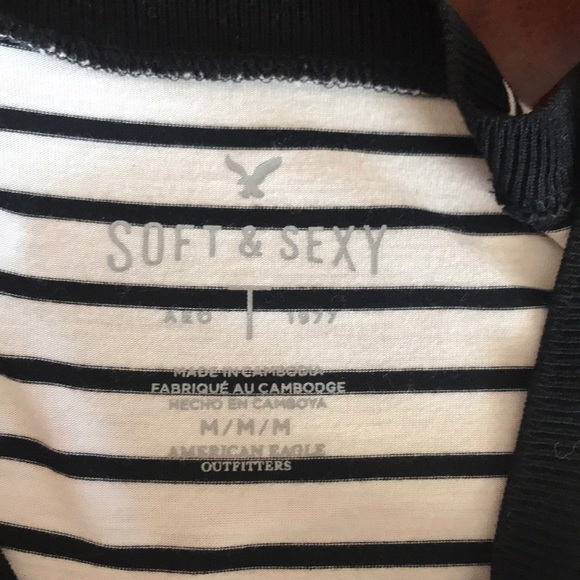 SOFT & SEXY
T
AEO 1977
MADE IN CAMBODIA
FABRIQUÉ AU CAMBODGE
HECHO EN CAMBOYA
M/M/M
AMERICAN EAGLE
OUTFITTERS